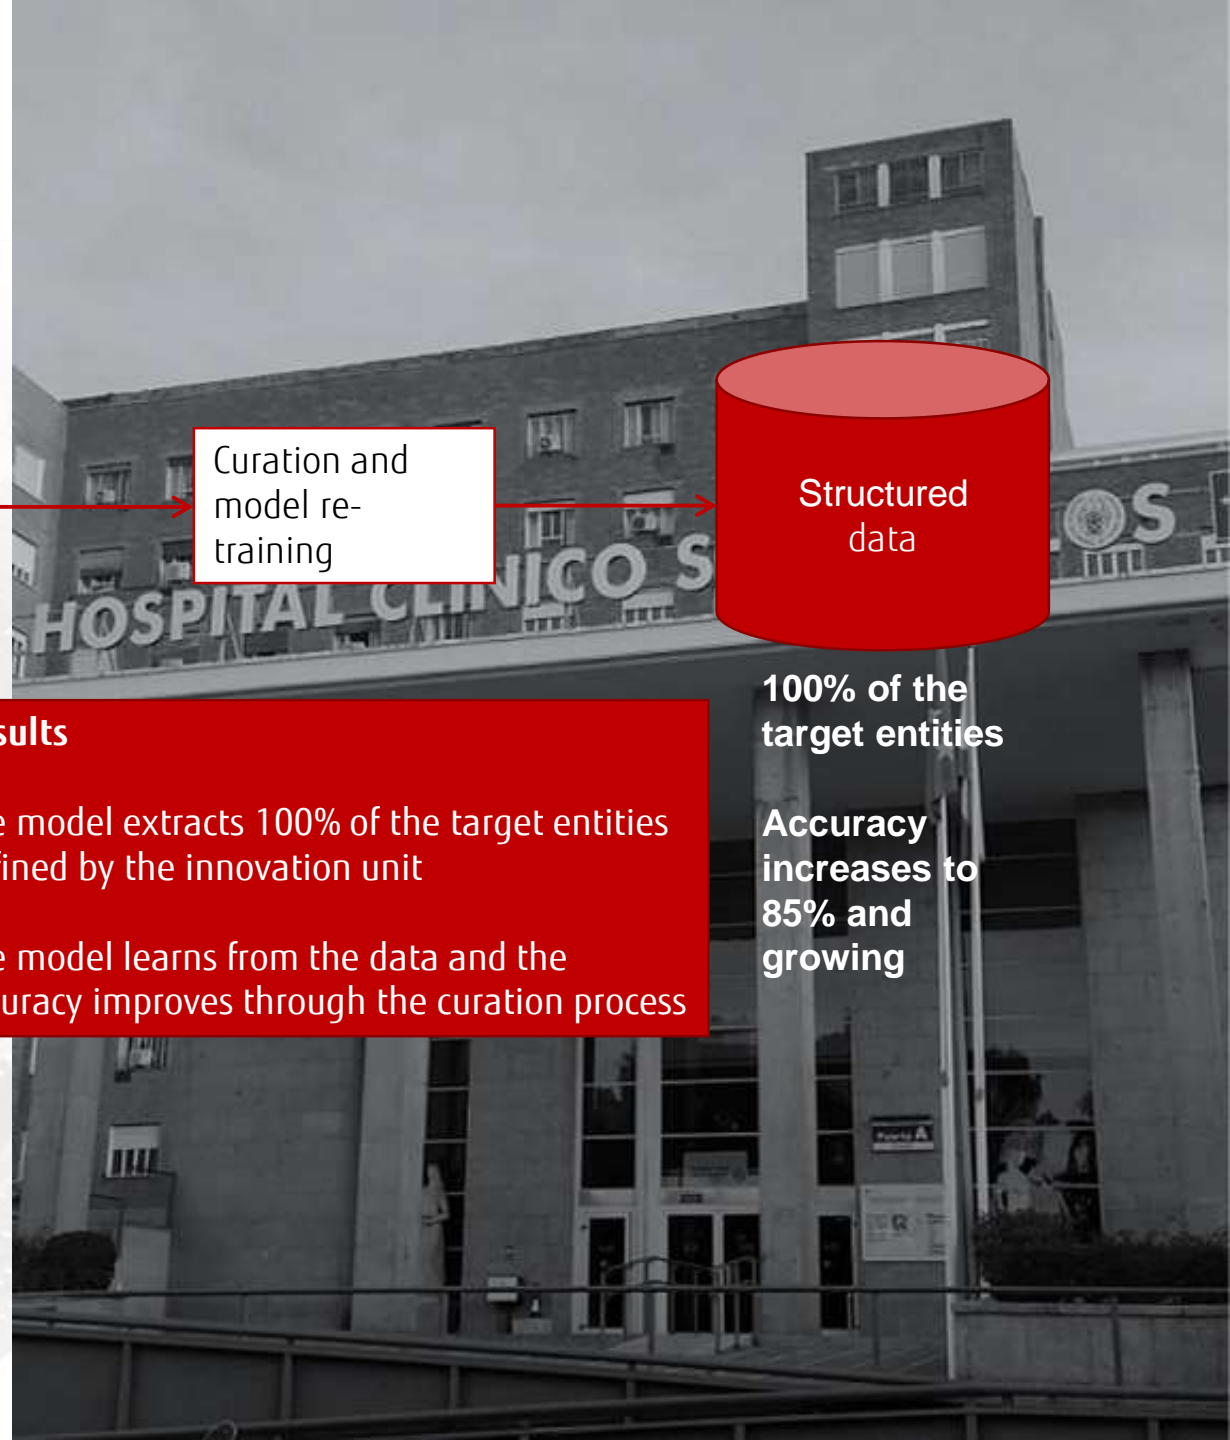 Curation and
model re-
training
Structured
data
HOSPITAL CLINICO S OS
100% of the
target entities
Accuracy
increases to
85% and
growing
sults
e model extracts 100% of the target entities
fined by the innovation unit
e model learns from the data and the
uracy improves through the curation process
Puerta A